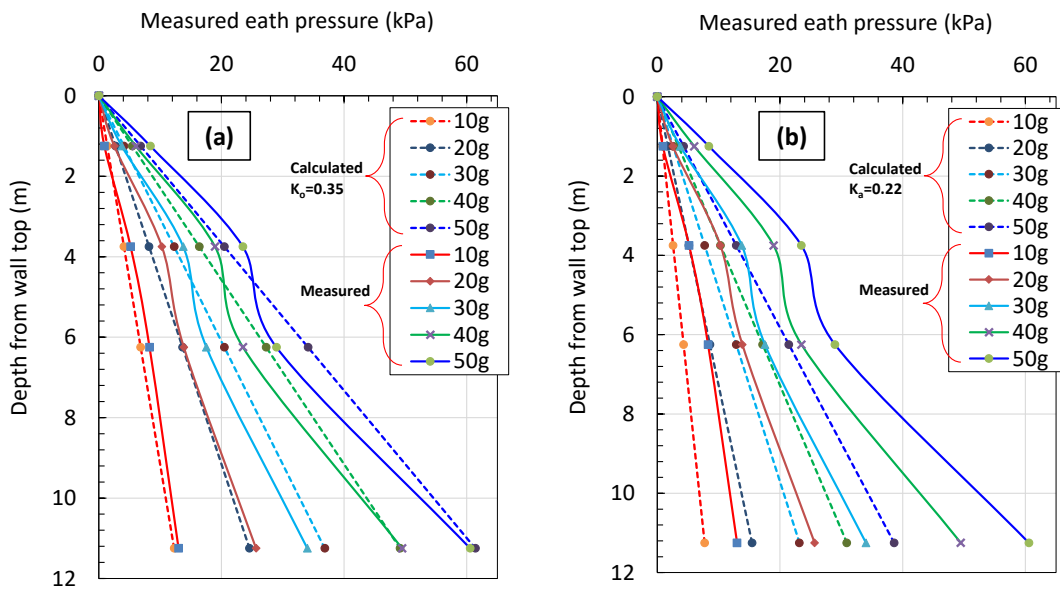 Measured eath pressure (kPa)
0 20 40 60
0
2
4
6
8
10
12
Depth from wall top (m)
(a)
Calculated
Kₒ=0.35
Measured
10g
20g
30g
40g
50g
10g
20g
30g
40g
50g
Measured eath pressure (kPa)
0 20 40 60
0
2
4
6
8
10
12
Depth from wall top (m)
(b)
Calculated
Kₐ=0.22
Measured
10g
20g
30g
40g
50g
10g
20g
30g
40g
50g